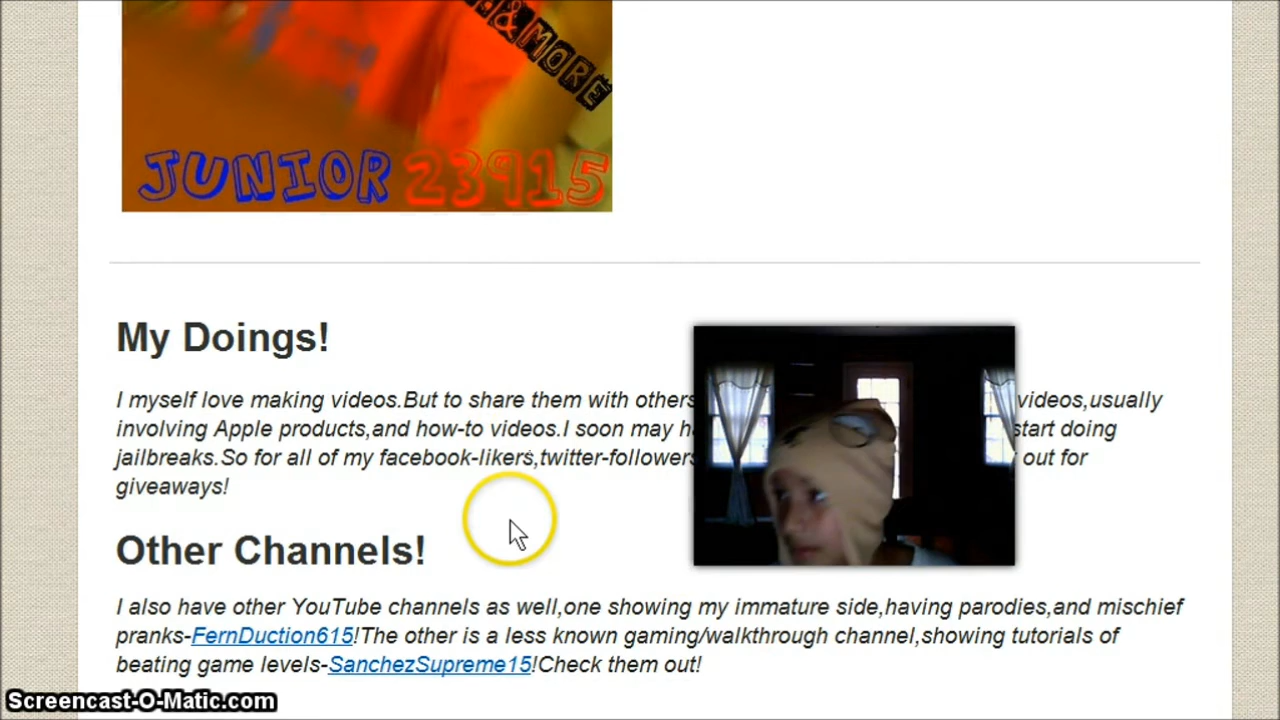 & MORE
JUNIOR 23915
My Doings!
I myself love making videos.But to share them with others videos,usually
involving Apple products,and how-to videos.I soon may start doing
jailbreaks.So for all of my facebook-likers,twitter-followers out for
giveaways!
Other Channels!
I also have other YouTube channels as well,one showing my immature side,having parodies,and mischief
pranks-FernDuction615!The other is a less known gaming/walkthrough channel,showing tutorials of
beating game levels-SanchezSupreme15!Check them out!
Screencast-O-Matic.com